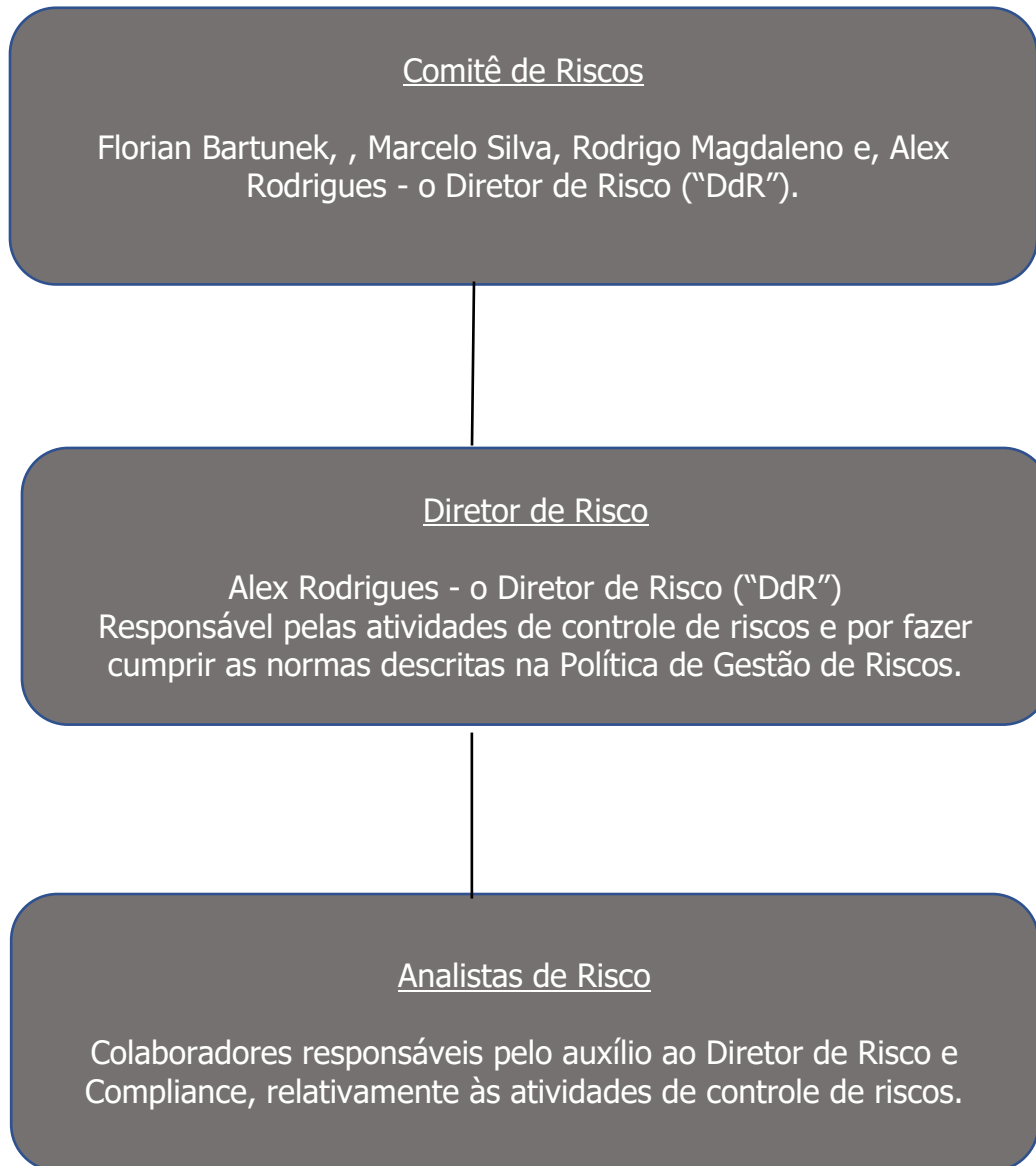 Comitê de Riscos
Florian Bartunek, , Marcelo Silva, Rodrigo Magdaleno e, Alex
Rodrigues - o Diretor de Risco (“DdR”).
Diretor de Risco
Alex Rodrigues - o Diretor de Risco (“DdR”)
Responsável pelas atividades de controle de riscos e por fazer
cumprir as normas descritas na Política de Gestão de Riscos.
Analistas de Risco
Colaboradores responsáveis pelo auxílio ao Diretor de Risco e
Compliance, relativamente às atividades de controle de riscos.